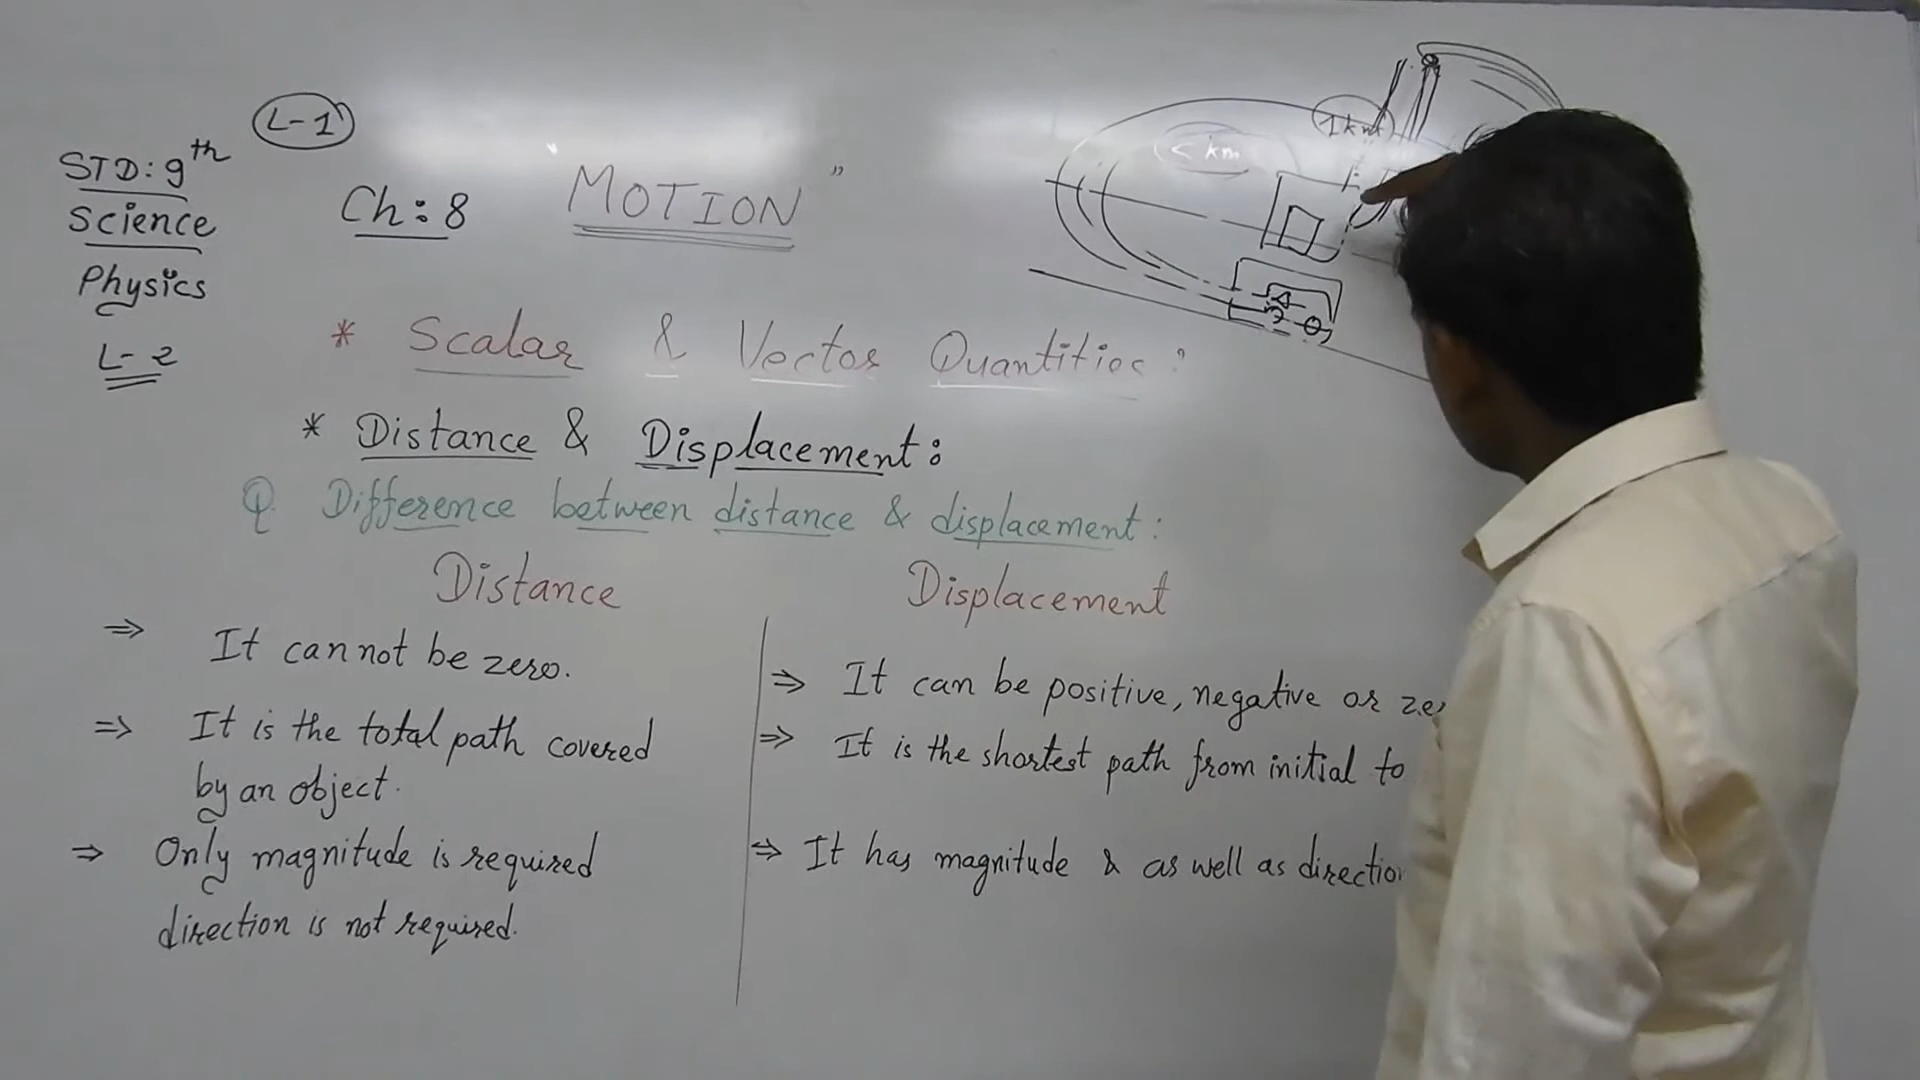 L-1
STD: 9th
Science
Physics
L-2
Ch: 8 MOTION"
1 km
km
* Scalar & Vector Quantities:
* Distance & Displacement:
Q. Difference between distance & displacement:
Distance
⇒ It cannot be zero.
⇒ It is the total path covered
by an object.
⇒ Only magnitude is required
direction is not required.
Displacement
⇒ It can be positive, negative or
⇒ It is the shortest path from initial to
⇒ It has magnitude & as well as direction